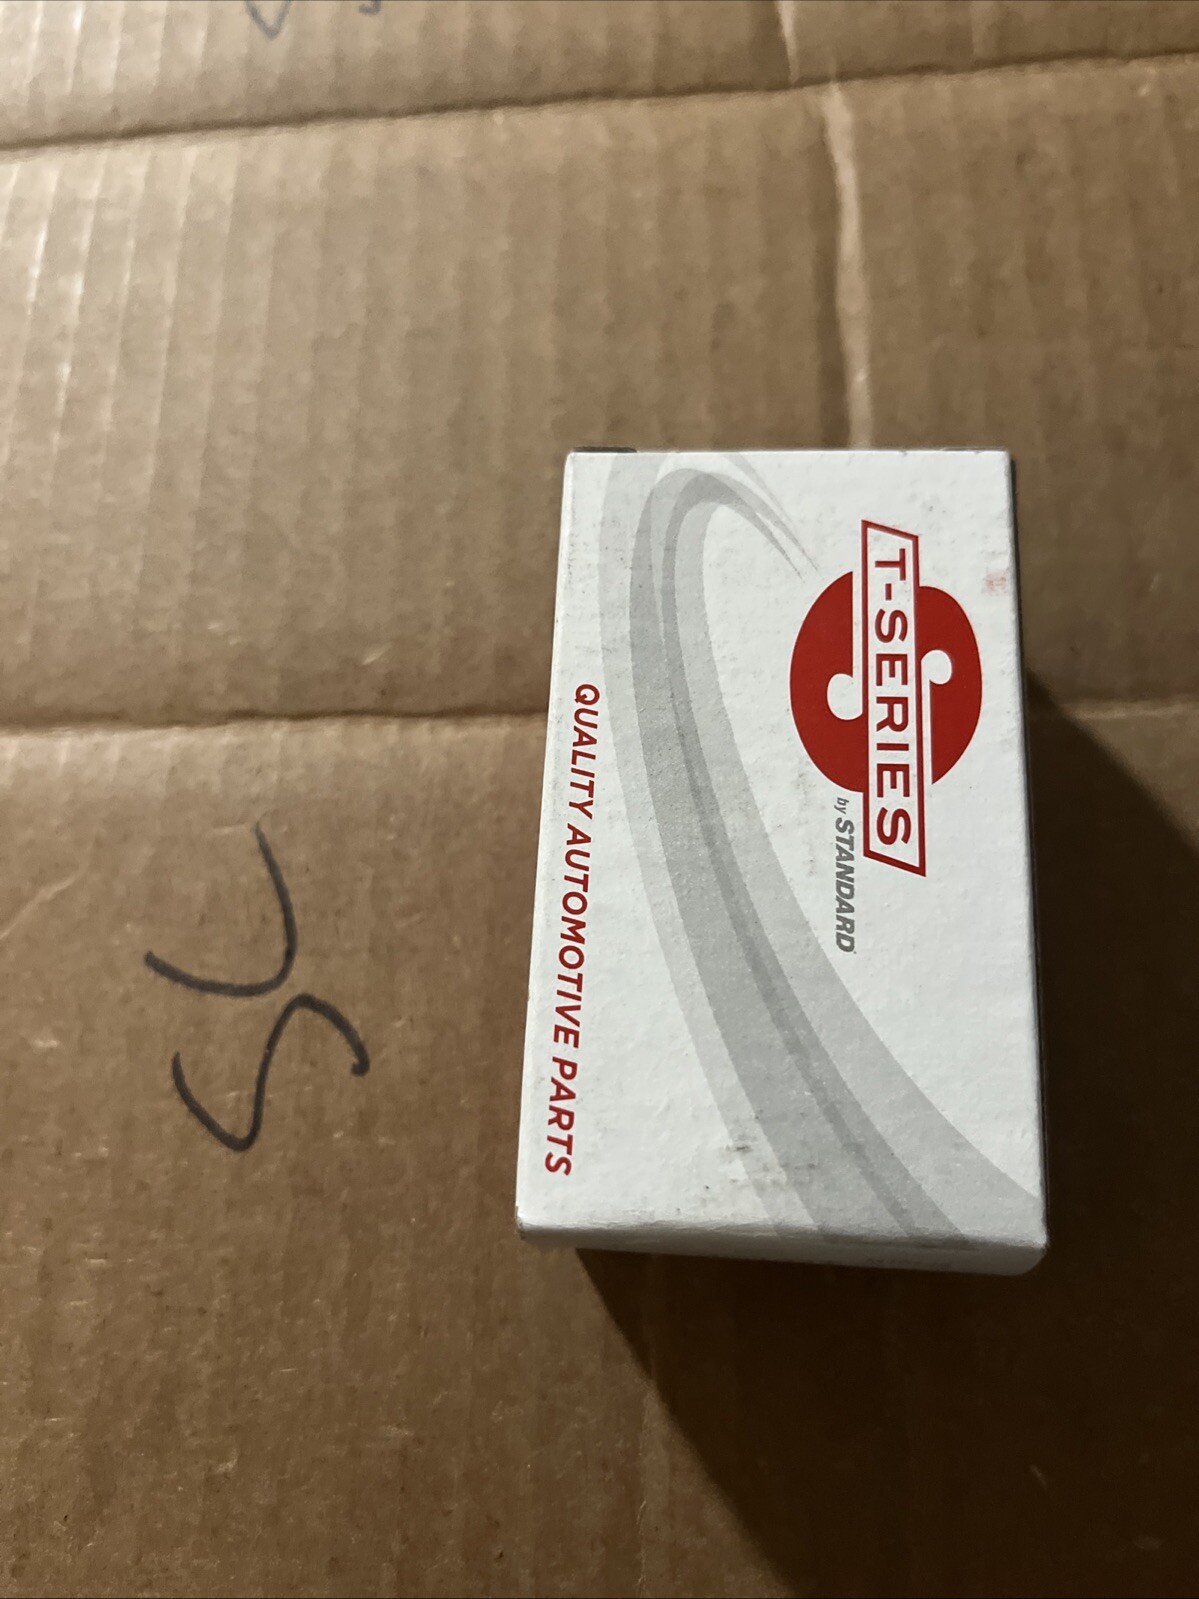 T-SERIES
by STANDARD
QUALITY AUTOMOTIVE PARTS